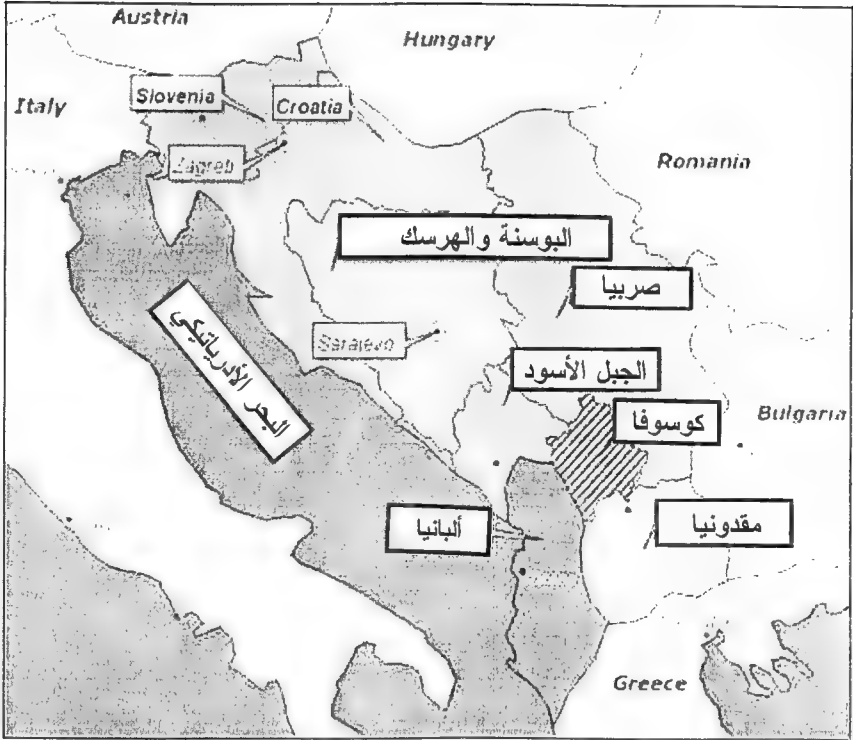 Austria
Hungary
Italy
Slovenia
Croatia
Zagreb
Romania
البوسنة والهرسك
صربيا
Sarajevo
البحر الأدرياتيكي
الجبل الأسود
كوسوفا
Bulgaria
ألبانيا
مقدونيا
Greece